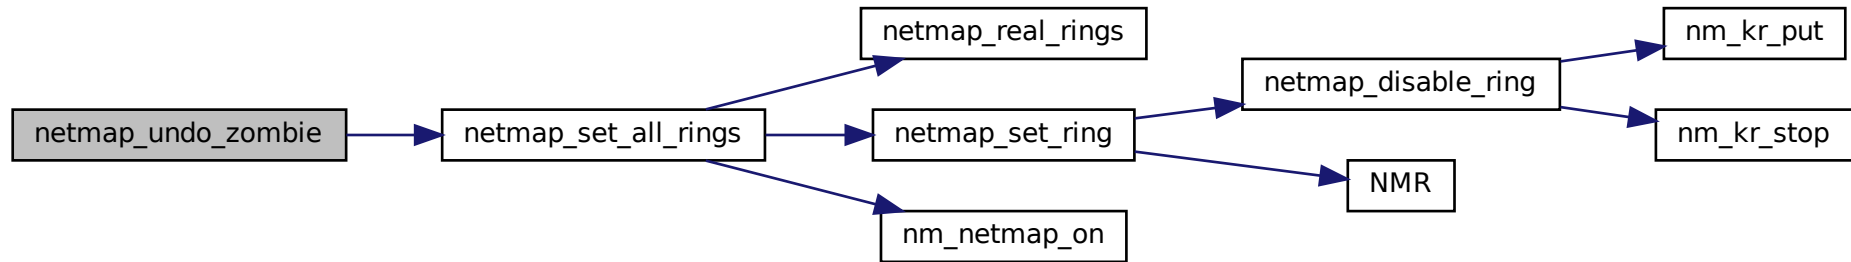 netmap_undo_zombie
netmap_set_all_rings
netmap_real_rings
netmap_set_ring
nm_netmap_on
netmap_disable_ring
NMR
nm_kr_put
nm_kr_stop